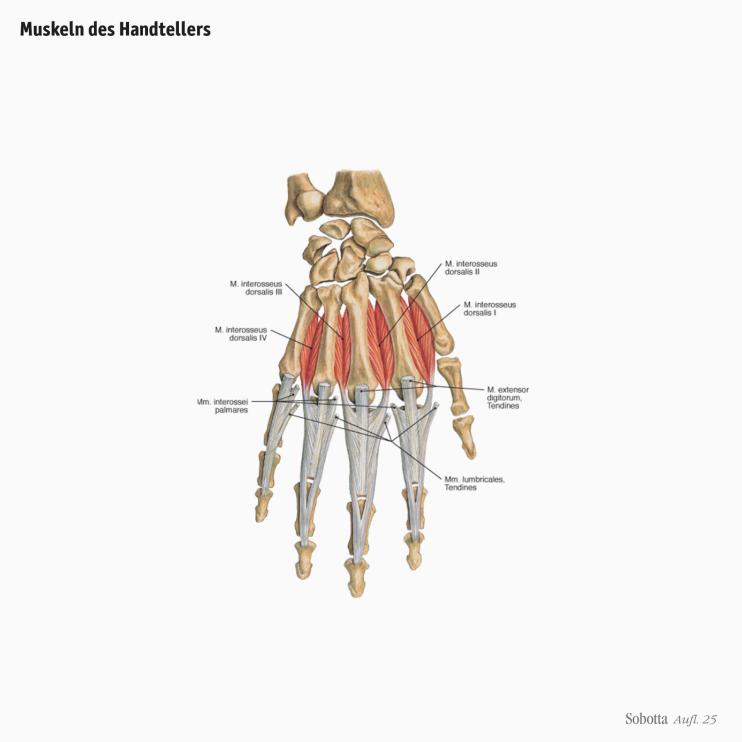 Muskeln des Handtellers
M. interosseus
dorsalis II
M. interosseus
dorsalis III
M. interosseus
dorsalis I
M. interosseus
dorsalis IV
M. extensor
digitorum,
Tendines
Mm. interossei
palmares
Mm. lumbricales,
Tendines
Sobotta Aufl. 25